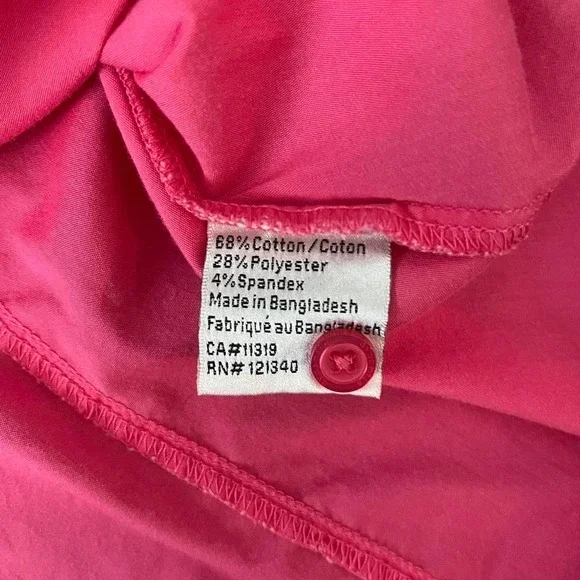 68%Cotton/Coton
28%Polyester
4%Spandex
Made in Bangladesh
Fabriqué au Bangladesh
CA#11319
RN#121340